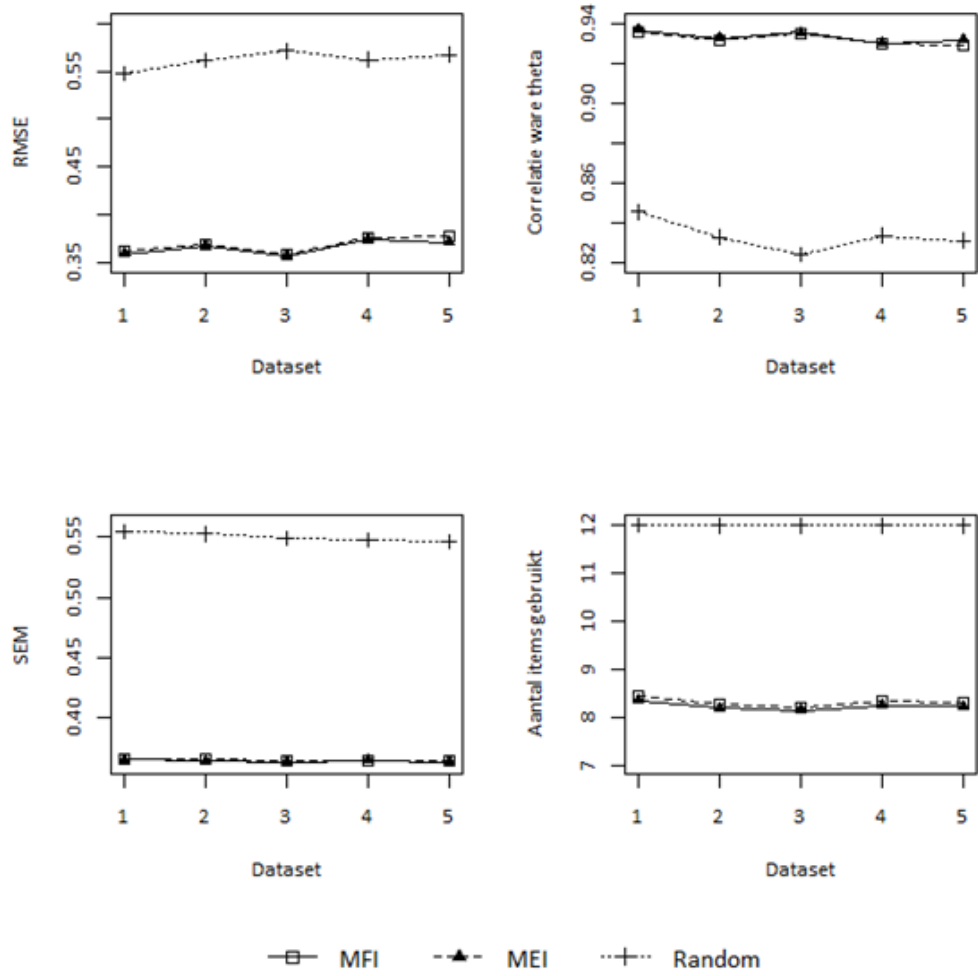 RMSE
0.55
0.45
0.35
1 2 3 4 5
Dataset
Correlatie ware theta
0.94
0.90
0.86
0.82
1 2 3 4 5
Dataset
SEM
0.55
0.50
0.45
0.40
1 2 3 4 5
Dataset
Aantal itemsgebruikt
12
11
10
9
8
7
1 2 3 4 5
Dataset
MFI MEI Random